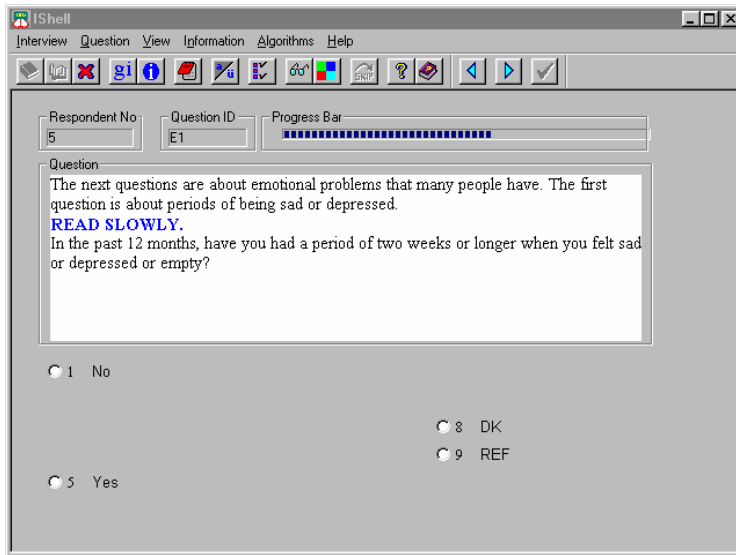 IShell
Interview Question View Information Algorithms Help
gi i a/ü SKIP ?
Respondent No Question ID Progress Bar
5 E1
Question
The next questions are about emotional problems that many people have. The first
question is about periods of being sad or depressed.
READ SLOWLY.
In the past 12 months, have you had a period of two weeks or longer when you felt sad
or depressed or empty?
1 No
8 DK
9 REF
5 Yes